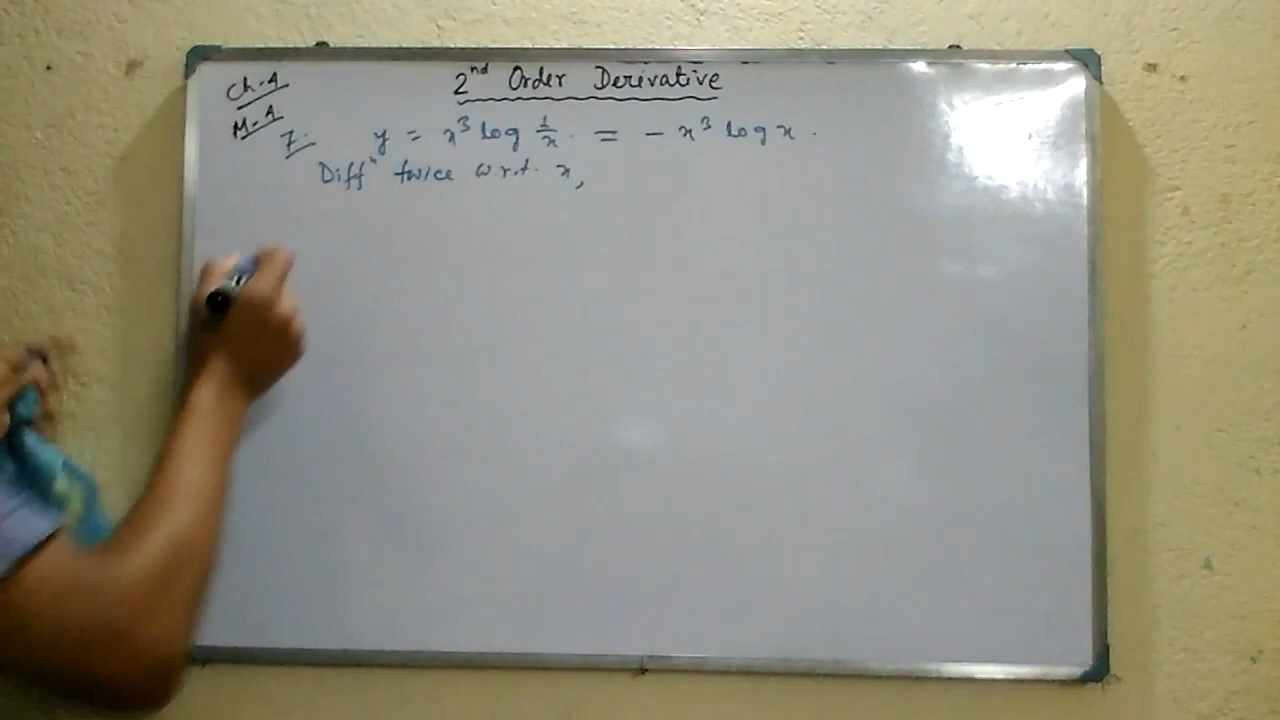 Ch-4
2nd Order Derivative
M-4
7. y = x³ log 1/x . = - x³ log x .
Diffⁿ twice w.r.t. x,